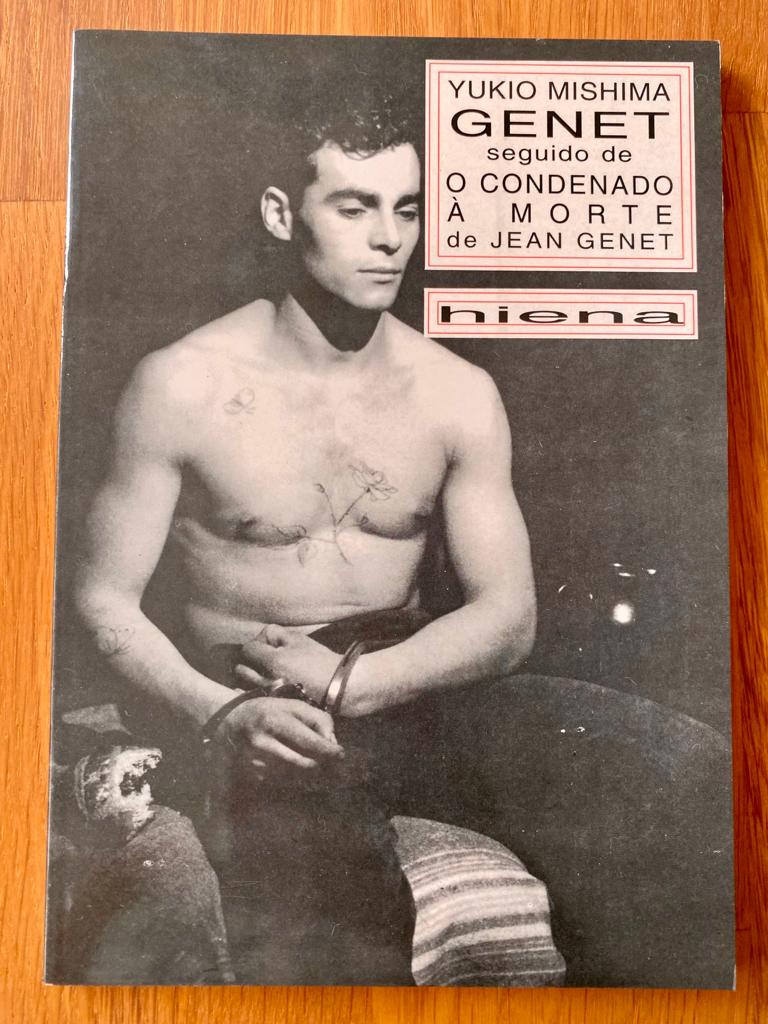 YUKIO MISHIMA
GENET
seguido de
O CONDENADO
À MORTE
de JEAN GENET
hiena